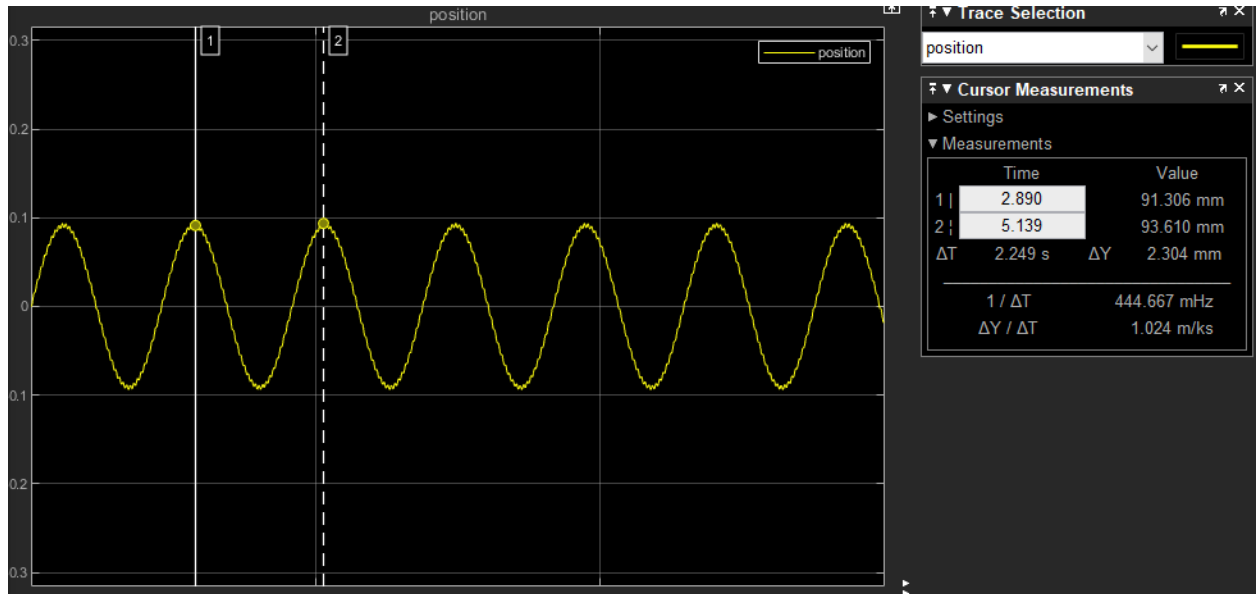 position
0.3
0.2
0.1
0
0.1
0.2
0.3
1
2
position
Trace Selection
position
Cursor Measurements
Settings
Measurements
Time Value
1 | 2.890 91.306 mm
2 ¦ 5.139 93.610 mm
ΔT 2.249 s ΔY 2.304 mm
1 / ΔT 444.667 mHz
ΔY / ΔT 1.024 m/ks